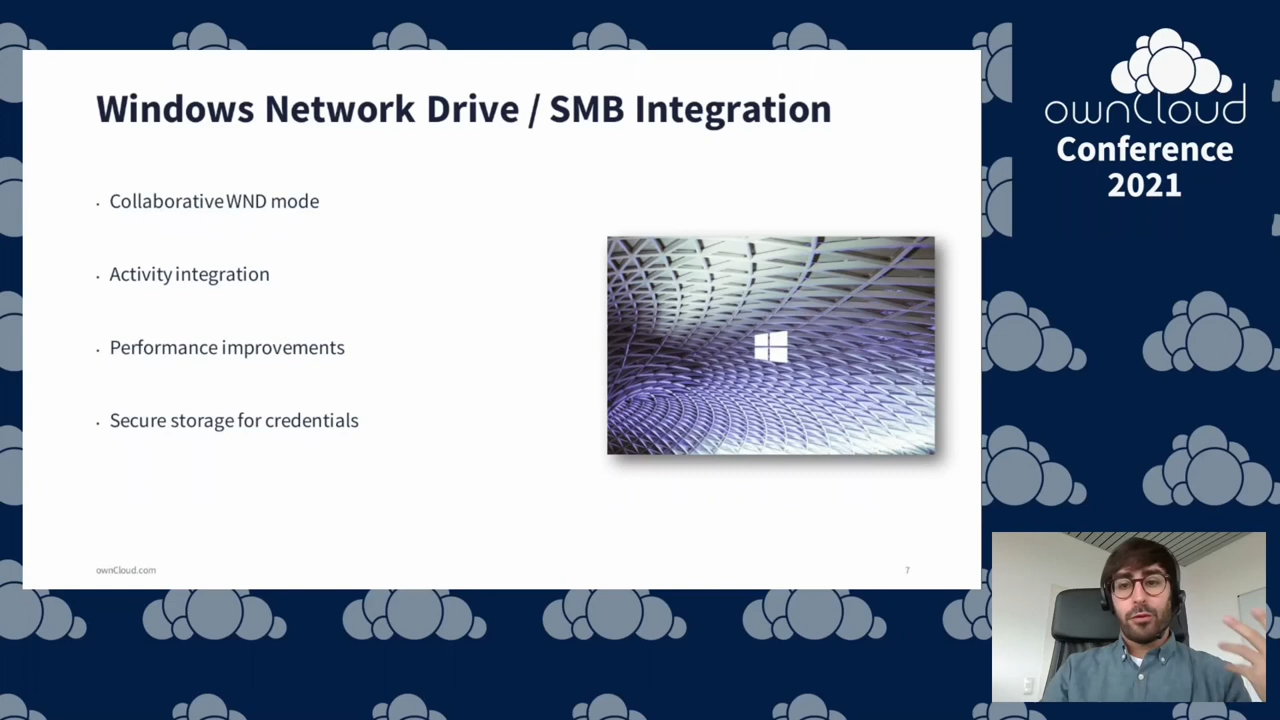 Windows Network Drive / SMB Integration
• Collaborative WND mode
• Activity integration
• Performance improvements
• Secure storage for credentials
ownCloud.com
7
ownCloud
Conference
2021